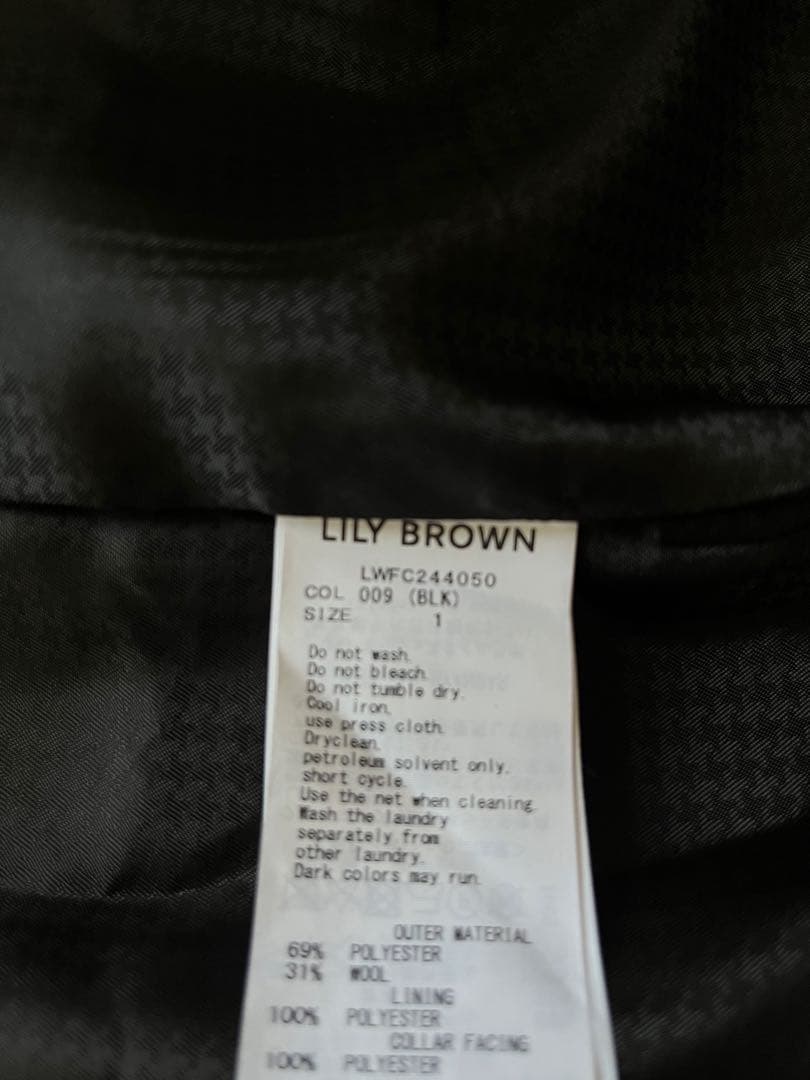 LILY BROWN
LWFC244050
COL 009 (BLK)
SIZE 1
Do not wash.
Do not bleach.
Do not tumble dry.
Cool iron.
use press cloth.
Dryclean.
petroleum solvent only.
short cycle.
Use the net when cleaning.
Wash the laundry
separately from
other laundry.
Dark colors may run.
OUTER MATERIAL
69% POLYESTER
31% WOOL
LINING
100% POLYESTER
COLLAR FACING
100% POLYESTER